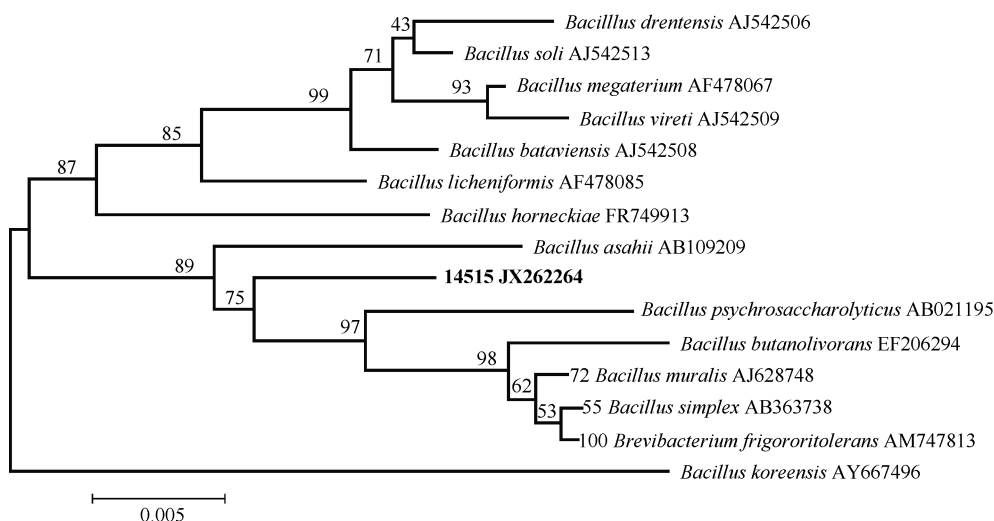 43 Bacilllus drentensis AJ542506
Bacillus soli AJ542513
71
93 Bacillus megaterium AF478067
99
Bacillus vireti AJ542509
85
Bacillus bataviensis AJ542508
87
Bacillus licheniformis AF478085
Bacillus horneckiae FR749913
Bacillus asahii AB109209
89
14515 JX262264
75
Bacillus psychrosaccharolyticus AB021195
97
Bacillus butanolivorans EF206294
98
72 Bacillus muralis AJ628748
62
55 Bacillus simplex AB363738
53
100 Brevibacterium frigororitolerans AM747813
Bacillus koreensis AY667496
0.005